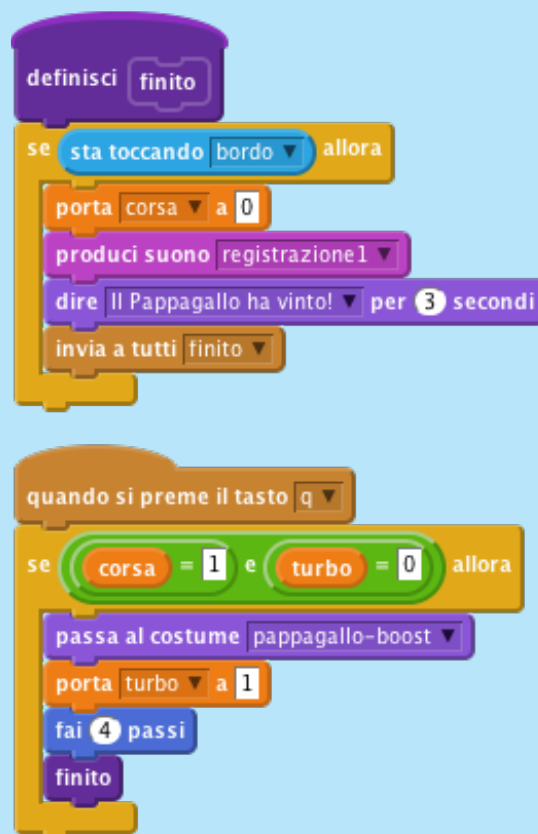 definisci finito
se sta toccando bordo allora
porta corsa a 0
produci suono registrazione1
dire Il Pappagallo ha vinto! per 3 secondi
invia a tutti finito
quando si preme il tasto q
se corsa = 1 e turbo = 0 allora
passa al costume pappagallo-boost
porta turbo a 1
fai 4 passi
finito